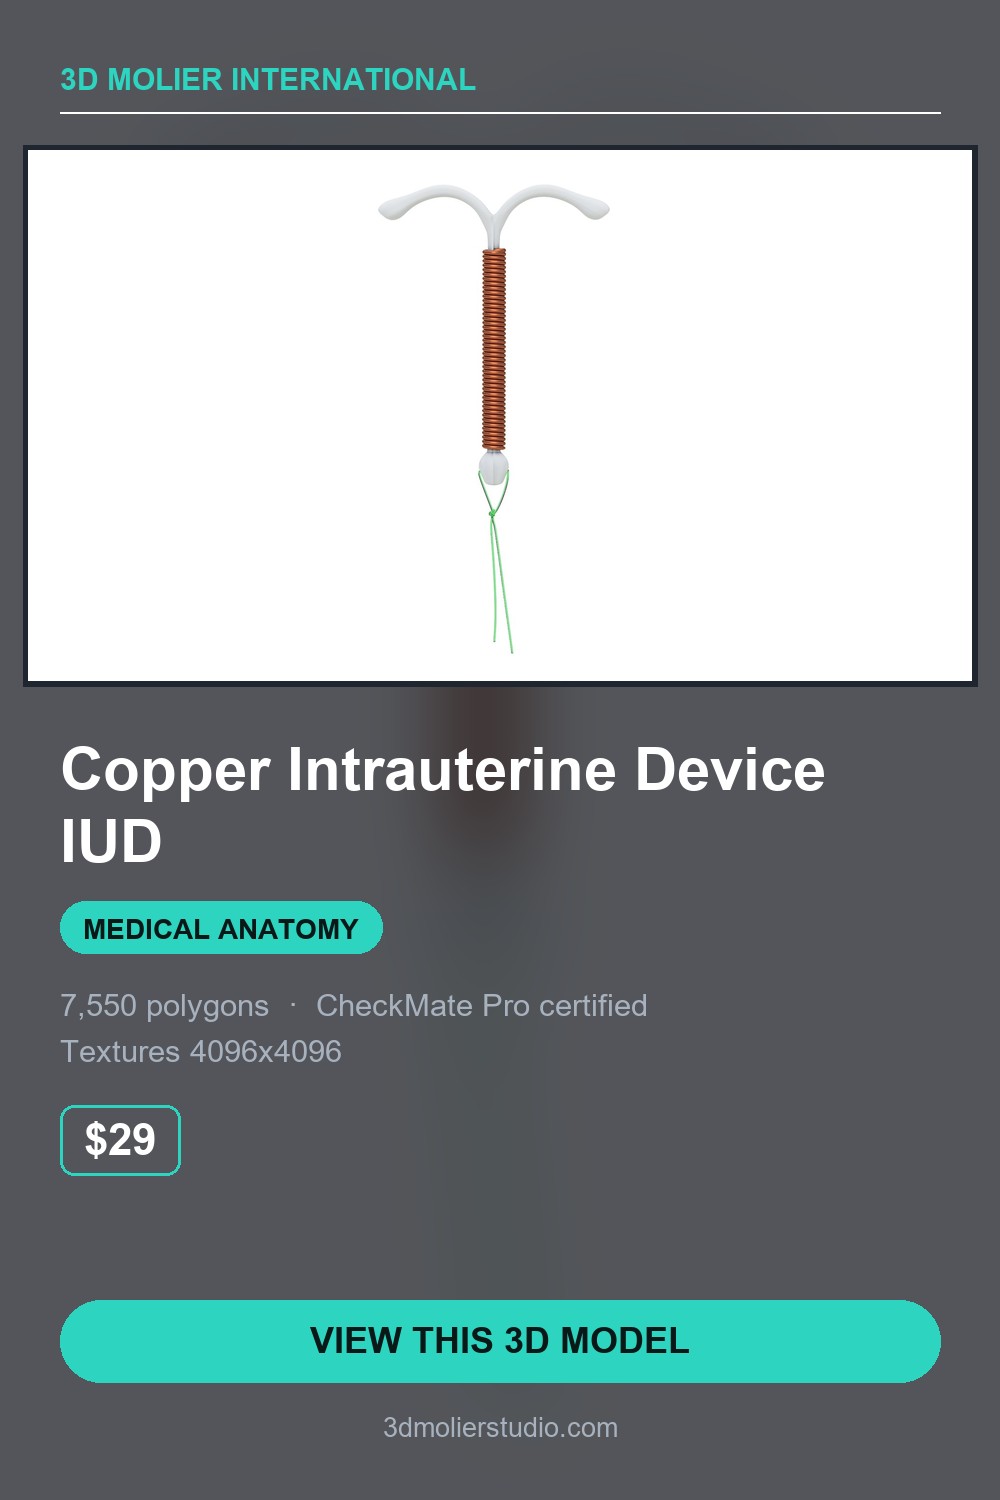 3D MOLIER INTERNATIONAL
Copper Intrauterine Device
IUD
MEDICAL ANATOMY
7,550 polygons · CheckMate Pro certified
Textures 4096x4096
$29
VIEW THIS 3D MODEL
3dmolierstudio.com